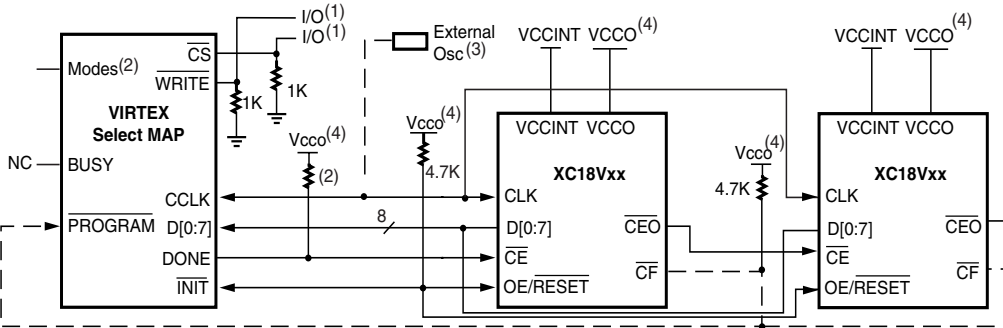 I/O(1)
I/O(1)
External
Osc(3)
VCCINT VCCO(4)
VCCINT VCCO(4)
CS
Modes(2)
WRITE
1K
1K
VIRTEX
Select MAP
Vcco(4)
Vcco(4)
VCCINT VCCO
VCCINT VCCO
NC
BUSY
(2)
4.7K
XC18Vxx
Vcco(4)
4.7K
XC18Vxx
CCLK
CLK
CLK
PROGRAM
D[0:7]
8
D[0:7]
CEO
D[0:7]
CEO
DONE
CE
CF
CE
CF
INIT
OE/RESET
OE/RESET